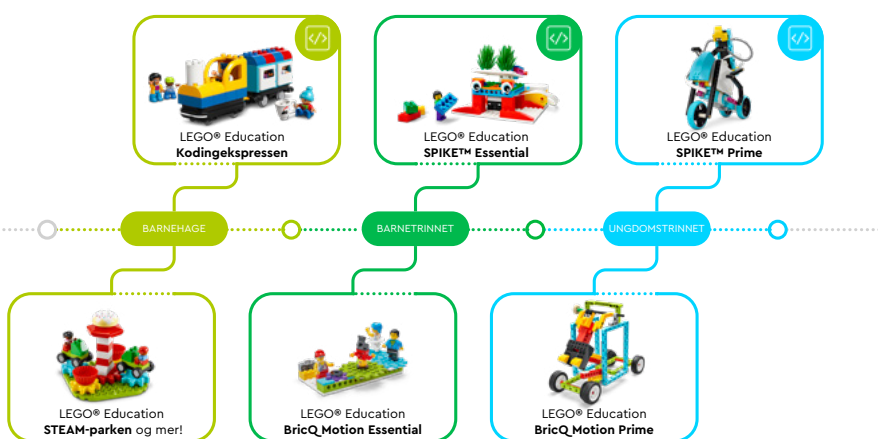 LEGO® Education
Kodingekspressen
LEGO® Education
SPIKE™ Essential
LEGO® Education
SPIKE™ Prime
BARNEHAGE
BARNETRINNET
UNGDOMSTRINNET
LEGO® Education
STEAM-parken og mer!
LEGO® Education
BricQ Motion Essential
LEGO® Education
BricQ Motion Prime